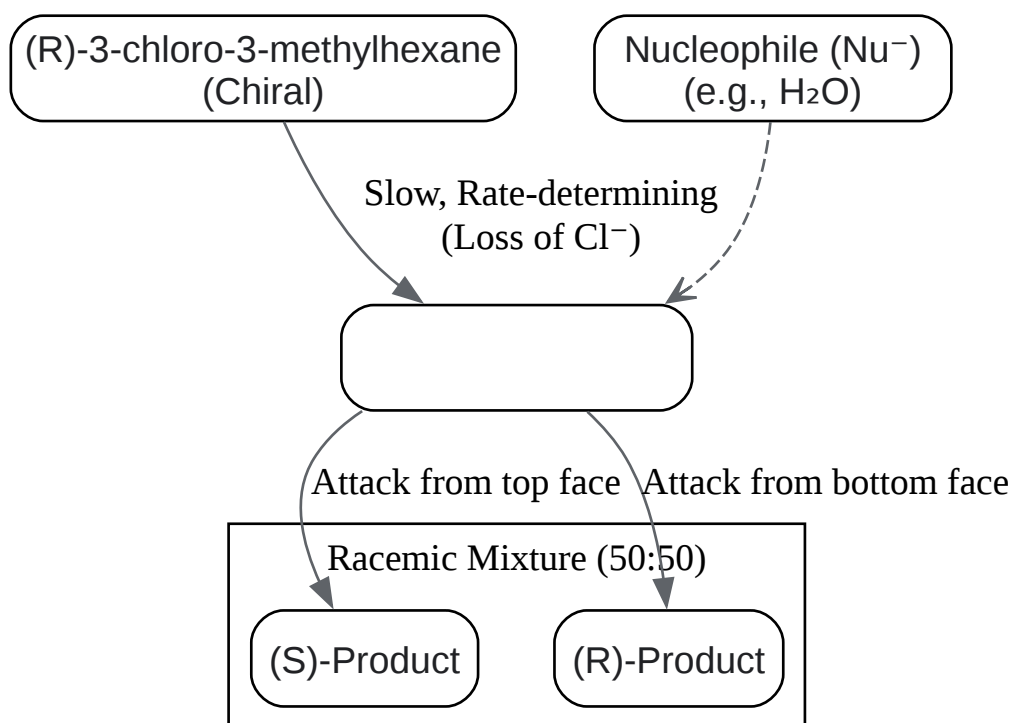 (R)-3-chloro-3-methylhexane
(Chiral)
Nucleophile (Nu⁻)
(e.g., H₂O)
Slow, Rate-determining
(Loss of Cl⁻)
Attack from top face
Attack from bottom face
Racemic Mixture (50:50)
(S)-Product
(R)-Product